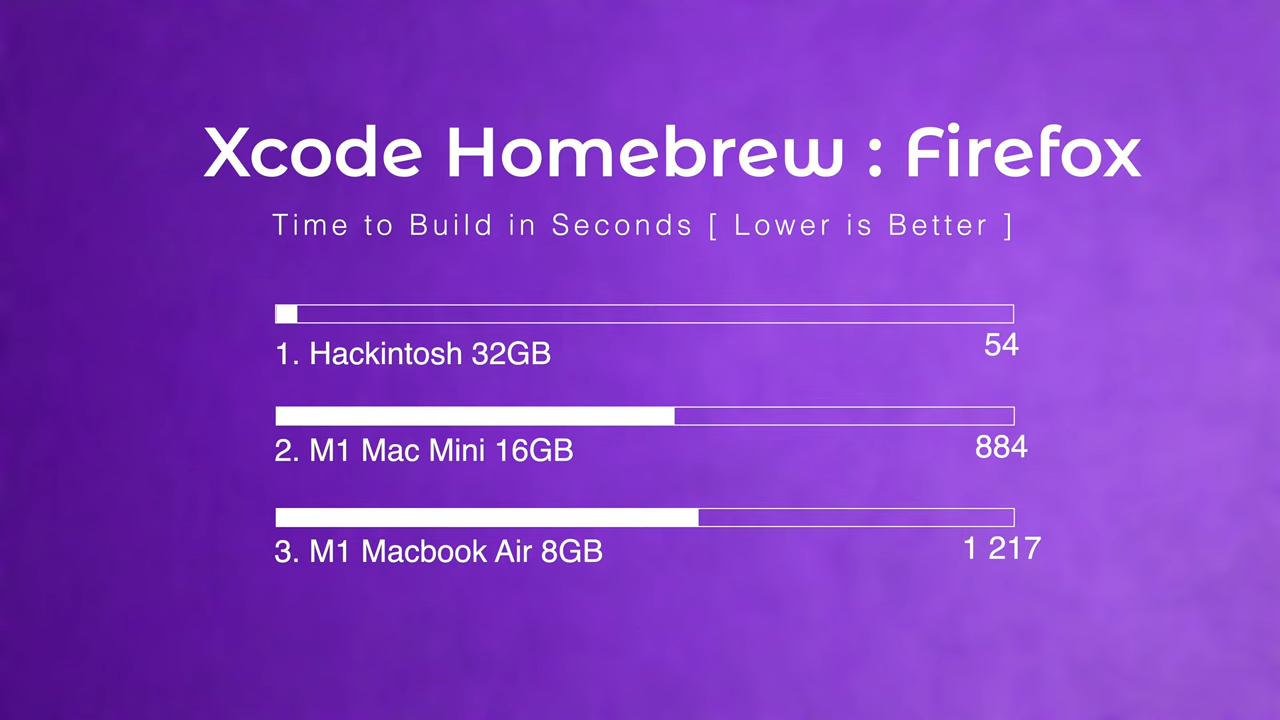 Xcode Homebrew : Firefox
Time to Build in Seconds [ Lower is Better ]
1. Hackintosh 32GB
54
2. M1 Mac Mini 16GB
884
3. M1 Macbook Air 8GB
1 217